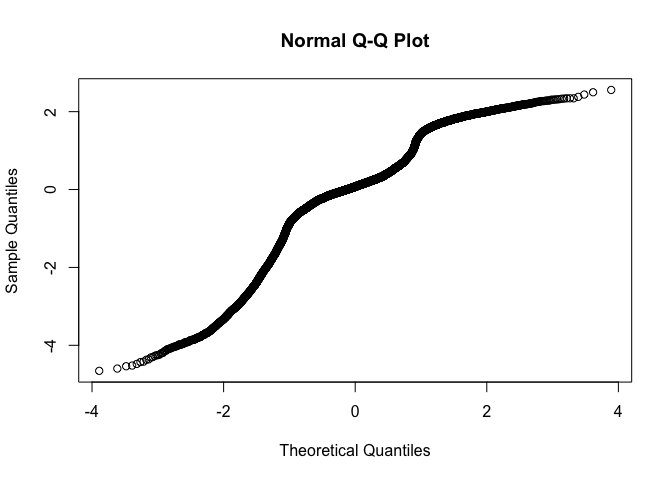 Normal Q-Q Plot
Sample Quantiles
2
0
-2
-4
-4 -2 0 2 4
Theoretical Quantiles